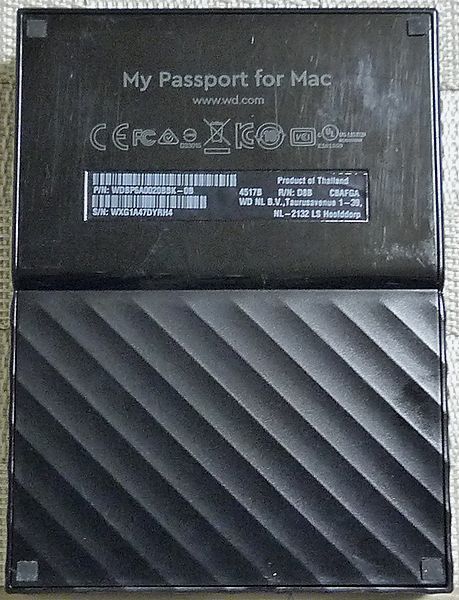 My Passport for Mac
www.wd.com
Product of Thailand
P/N: WDBP6A0020BBK-0B 4517B R/N: D8B C8AFGA
WD NL B.V.,Taurusavenue 1-39,
S/N: WXG1A47DYRH4 NL-2132 LS Hoofddorp